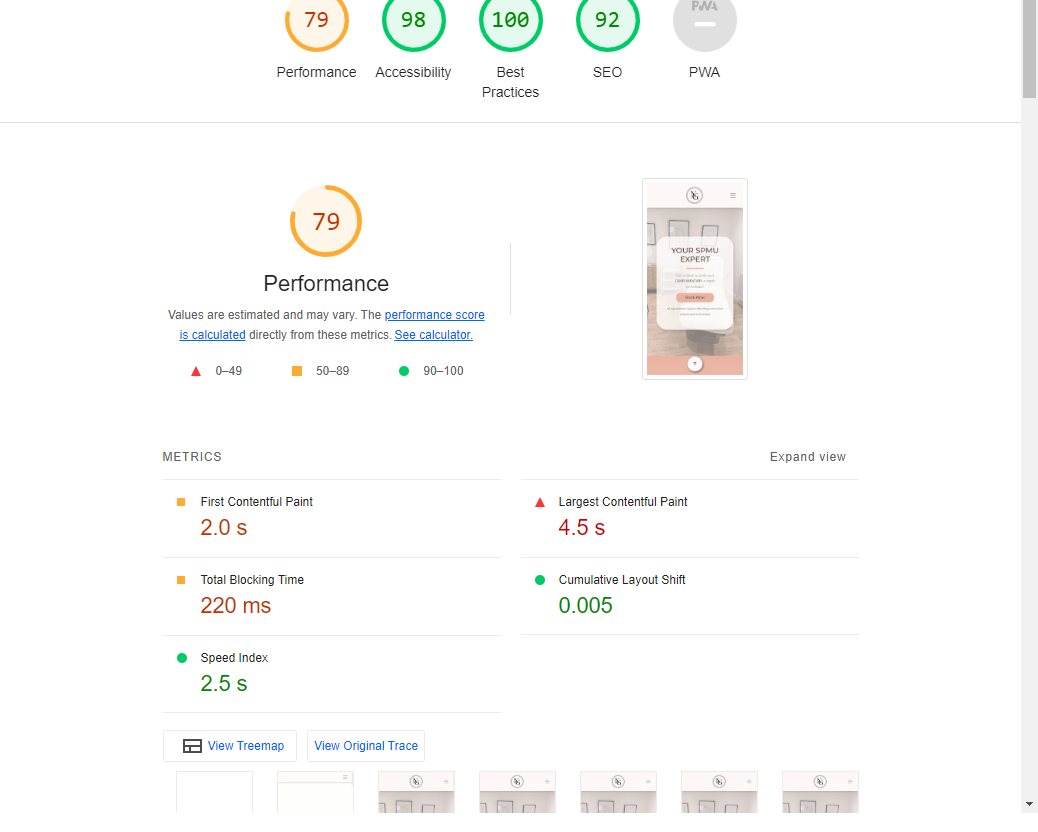 79
98
100
92
PWA
Performance
Accessibility
Best
Practices
SEO
PWA
79
Performance
Values are estimated and may vary. The performance score
is calculated directly from these metrics. See calculator.
0–49
50–89
90–100
YOUR SPMU
EXPERT
Book Now
METRICS
Expand view
First Contentful Paint
2.0 s
Largest Contentful Paint
4.5 s
Total Blocking Time
220 ms
Cumulative Layout Shift
0.005
Speed Index
2.5 s
View Treemap
View Original Trace